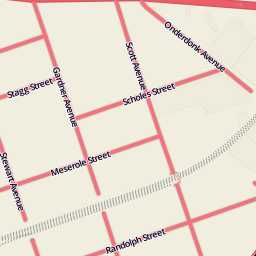 Onderdonk Avenue
Scott Avenue
Gardner Avenue
Stagg Street
Scholes Street
Meserole Street
Stewart Avenue
Randolph Street